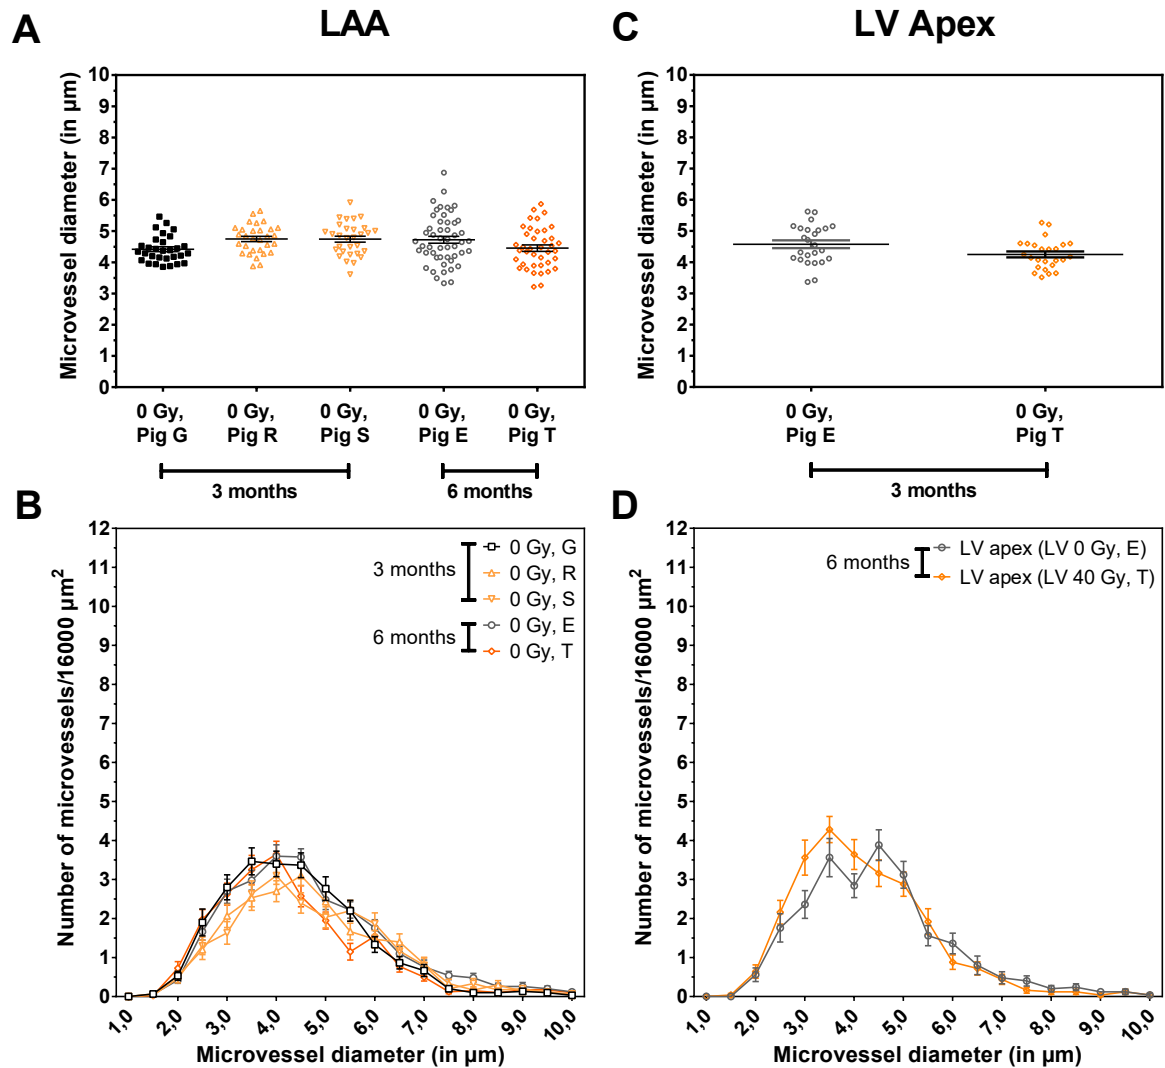 A
LAA
Microvessel diameter (in µm)
10
9
8
7
6
5
4
3
2
1
0
0 Gy,
Pig G
0 Gy,
Pig R
0 Gy,
Pig S
0 Gy,
Pig E
0 Gy,
Pig T
3 months
6 months
C
LV Apex
Microvessel diameter (in µm)
10
9
8
7
6
5
4
3
2
1
0
0 Gy,
Pig E
0 Gy,
Pig T
3 months
B
Number of microvessels/16000 µm²
12
11
10
9
8
7
6
5
4
3
2
1
0
3 months
0 Gy, G
0 Gy, R
0 Gy, S
6 months
0 Gy, E
0 Gy, T
1,0
2,0
3,0
4,0
5,0
6,0
7,0
8,0
9,0
10,0
Microvessel diameter (in µm)
D
Number of microvessels/16000 µm²
12
11
10
9
8
7
6
5
4
3
2
1
0
6 months
LV apex (LV 0 Gy, E)
LV apex (LV 40 Gy, T)
1,0
2,0
3,0
4,0
5,0
6,0
7,0
8,0
9,0
10,0
Microvessel diameter (in µm)